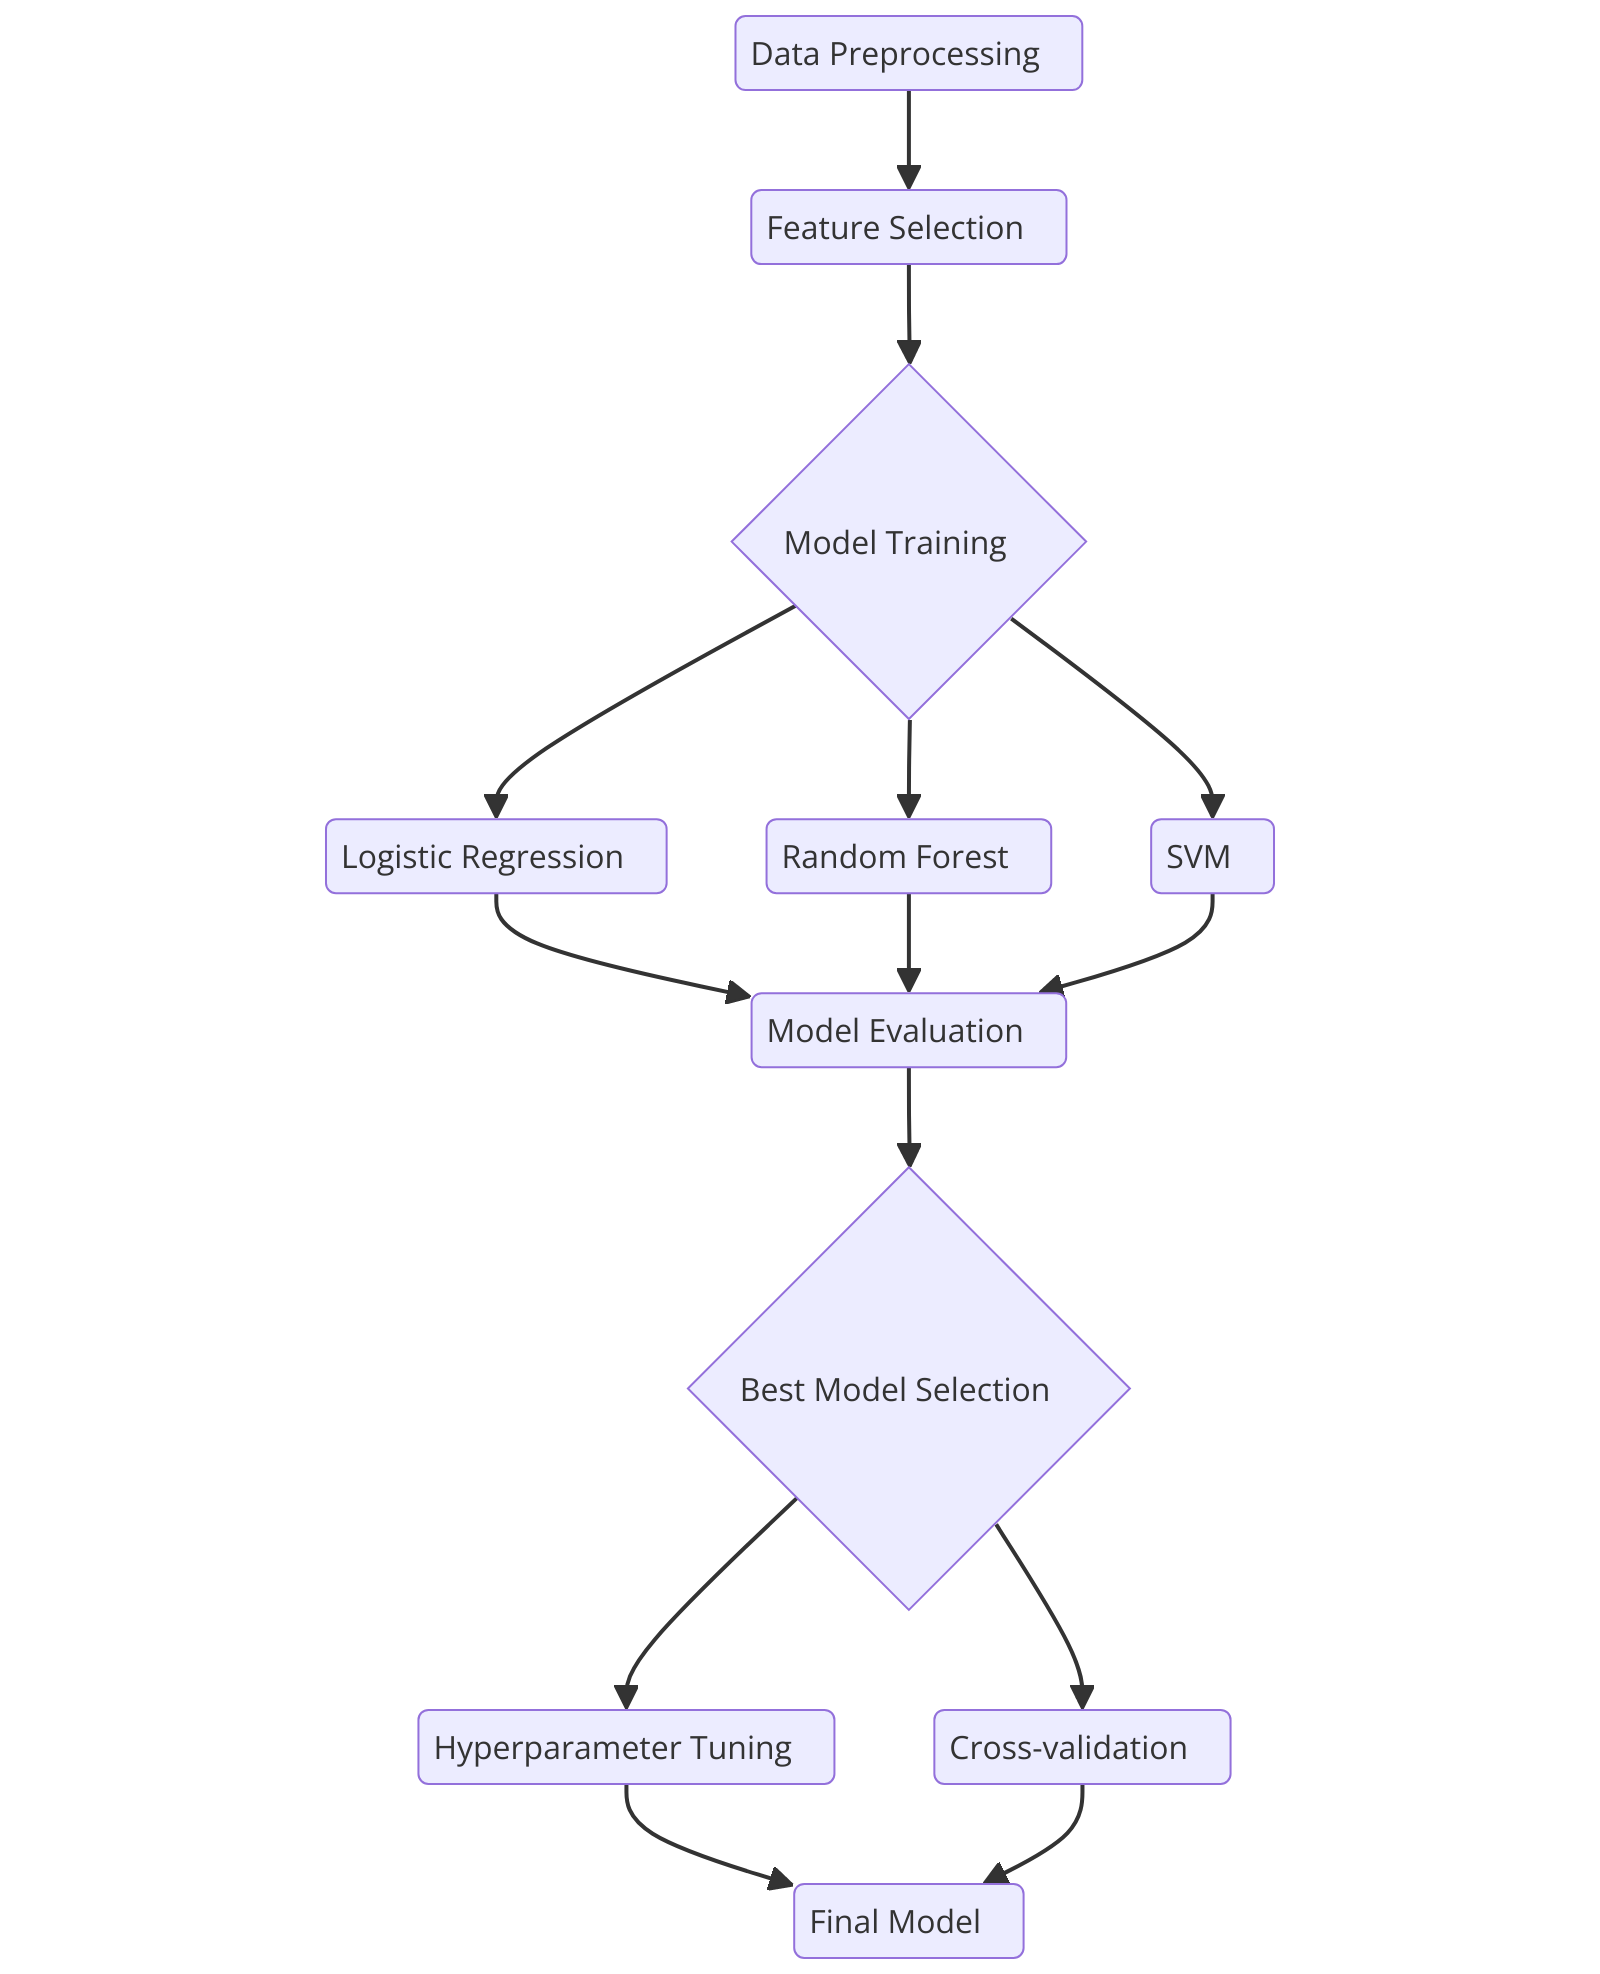 Data Preprocessing
Feature Selection
Model Training
Logistic Regression
Random Forest
SVM
Model Evaluation
Best Model Selection
Hyperparameter Tuning
Cross-validation
Final Model